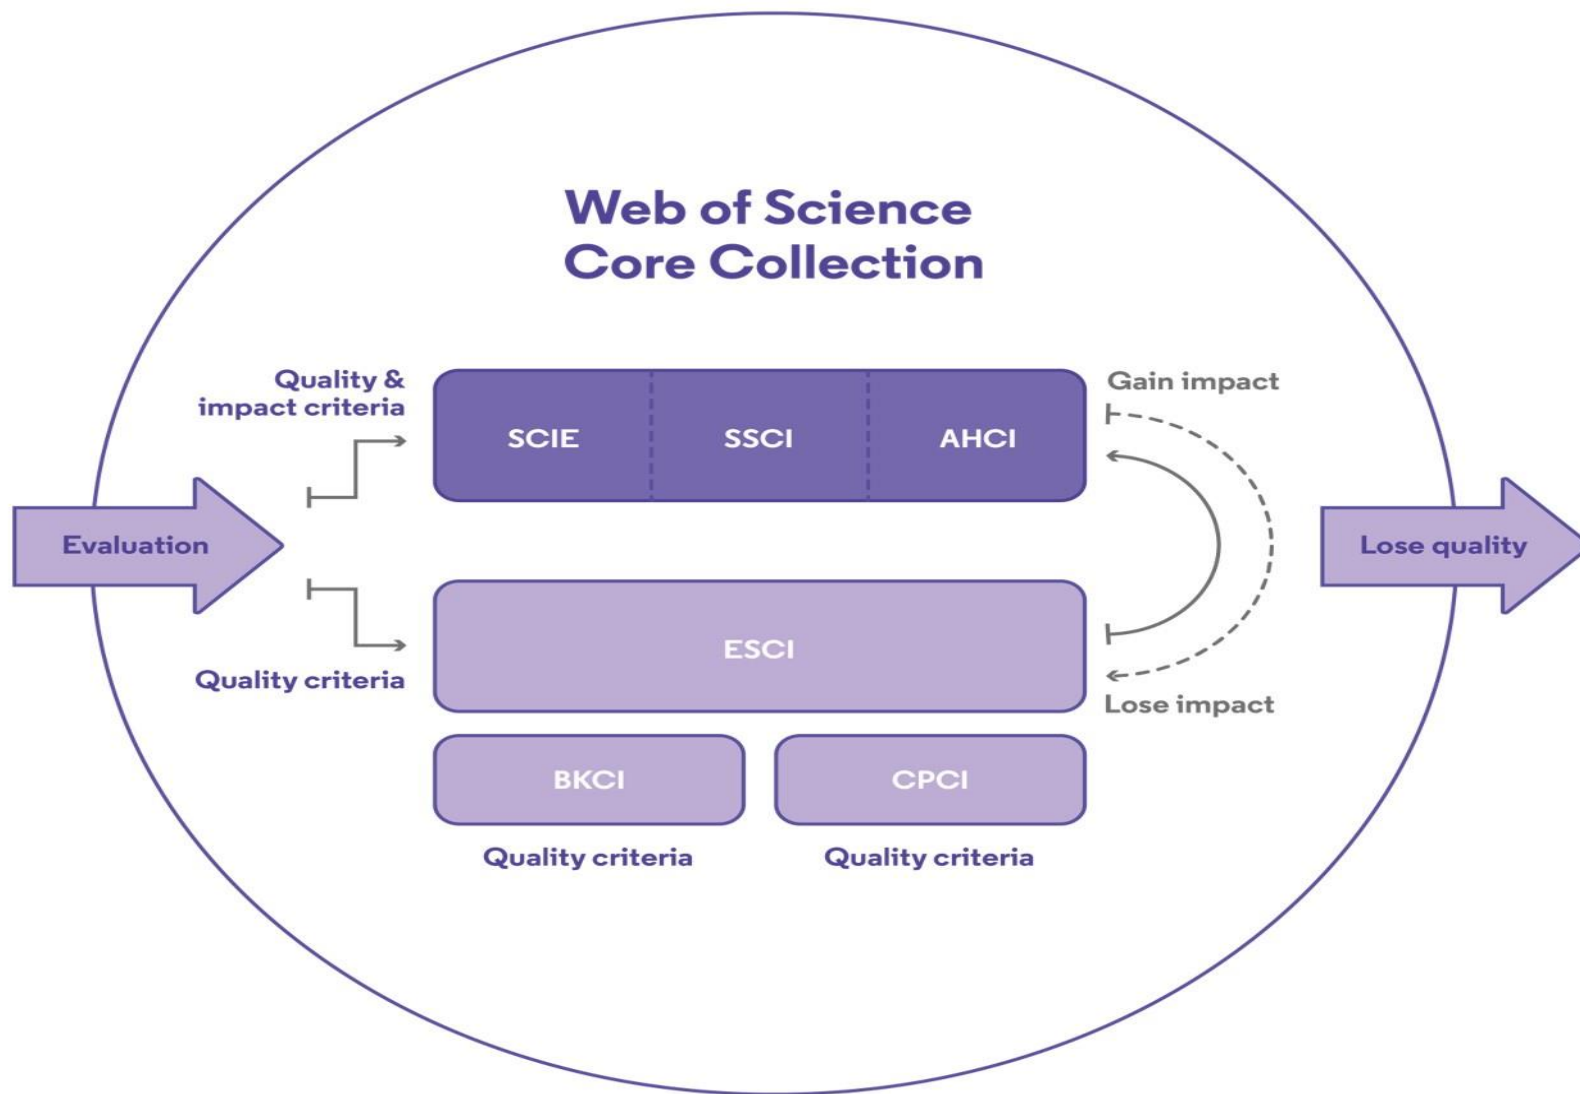 Web of Science
Core Collection
Quality &
impact criteria
SCIE
SSCI
AHCI
Gain impact
Evaluation
Lose quality
Quality criteria
ESCI
Lose impact
BKCI
CPCI
Quality criteria
Quality criteria